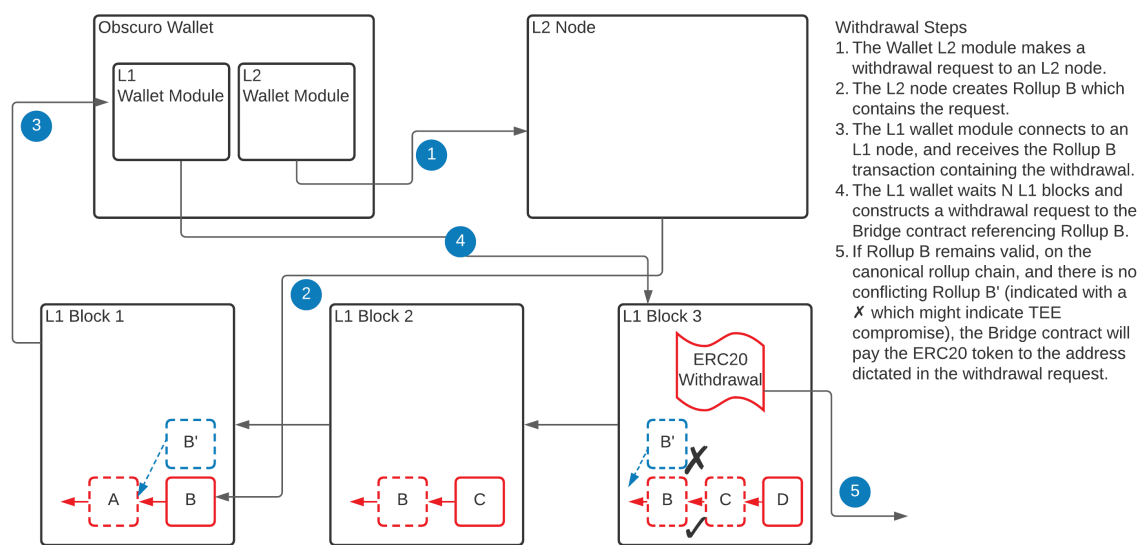 Obscuro Wallet
L1
Wallet Module
L2
Wallet Module
L2 Node
3
1
4
2
L1 Block 1
B'
A
B
L1 Block 2
B
C
L1 Block 3
ERC20
Withdrawal
B'
✗
B
C
D
✓
5
Withdrawal Steps
1. The Wallet L2 module makes a
withdrawal request to an L2 node.
2. The L2 node creates Rollup B which
contains the request.
3. The L1 wallet module connects to an
L1 node, and receives the Rollup B
transaction containing the withdrawal.
4. The L1 wallet waits N L1 blocks and
constructs a withdrawal request to the
Bridge contract referencing Rollup B.
5. If Rollup B remains valid, on the
canonical rollup chain, and there is no
conflicting Rollup B' (indicated with a
✗ which might indicate TEE
compromise), the Bridge contract will
pay the ERC20 token to the address
dictated in the withdrawal request.